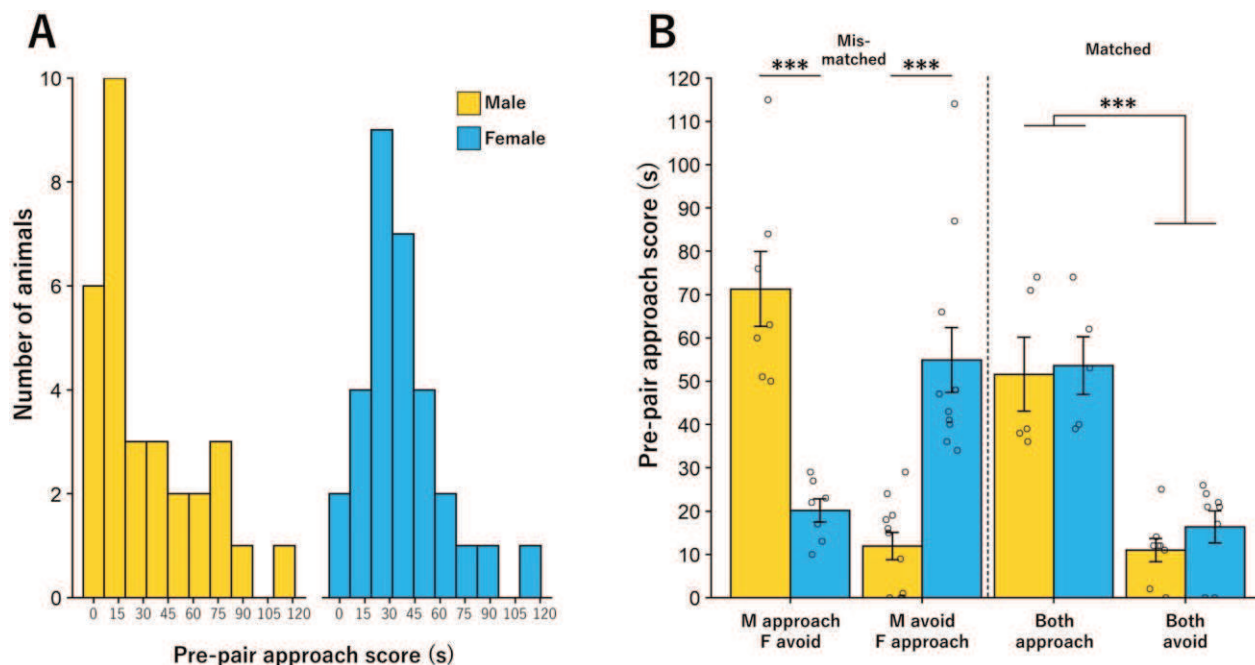 A
10
8
6
4
2
0
Number of animals
Male
Female
0 15 30 45 60 75 90 105 120
0 15 30 45 60 75 90 105 120
Pre-pair approach score (s)
B
Mis-
matched
Matched
*** *** ***
120
110
100
90
80
70
60
50
40
30
20
10
0
Pre-pair approach score (s)
M approach
F avoid
M avoid
F approach
Both
approach
Both
avoid